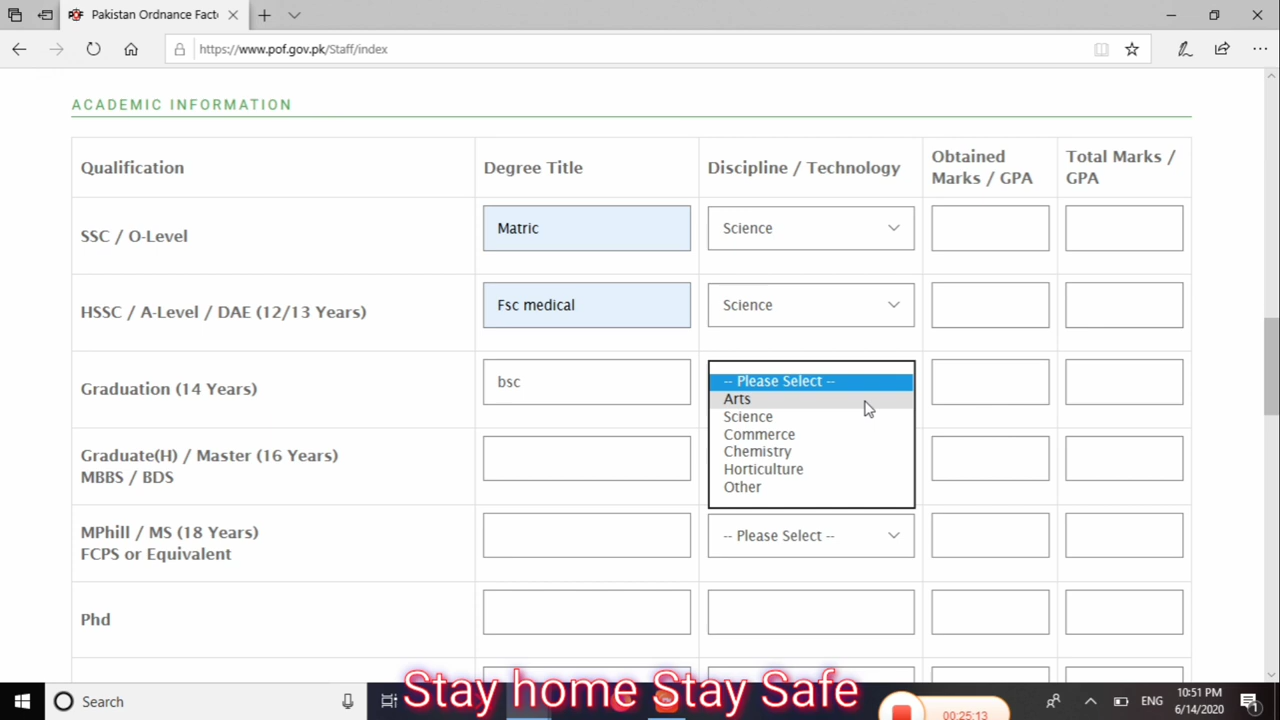 Pakistan Ordnance Facto
https://www.pof.gov.pk/Staff/index
ACADEMIC INFORMATION
Qualification
Degree Title
Discipline / Technology
Obtained
Marks / GPA
Total Marks /
GPA
SSC / O-Level
Matric
Science
HSSC / A-Level / DAE (12/13 Years)
Fsc medical
Science
Graduation (14 Years)
bsc
-- Please Select --
Arts
Science
Commerce
Chemistry
Horticulture
Other
Graduate(H) / Master (16 Years)
MBBS / BDS
MPhill / MS (18 Years)
FCPS or Equivalent
-- Please Select --
Phd
Stay home Stay Safe
Search
ENG
10:51 PM
6/14/2020
00:25:13